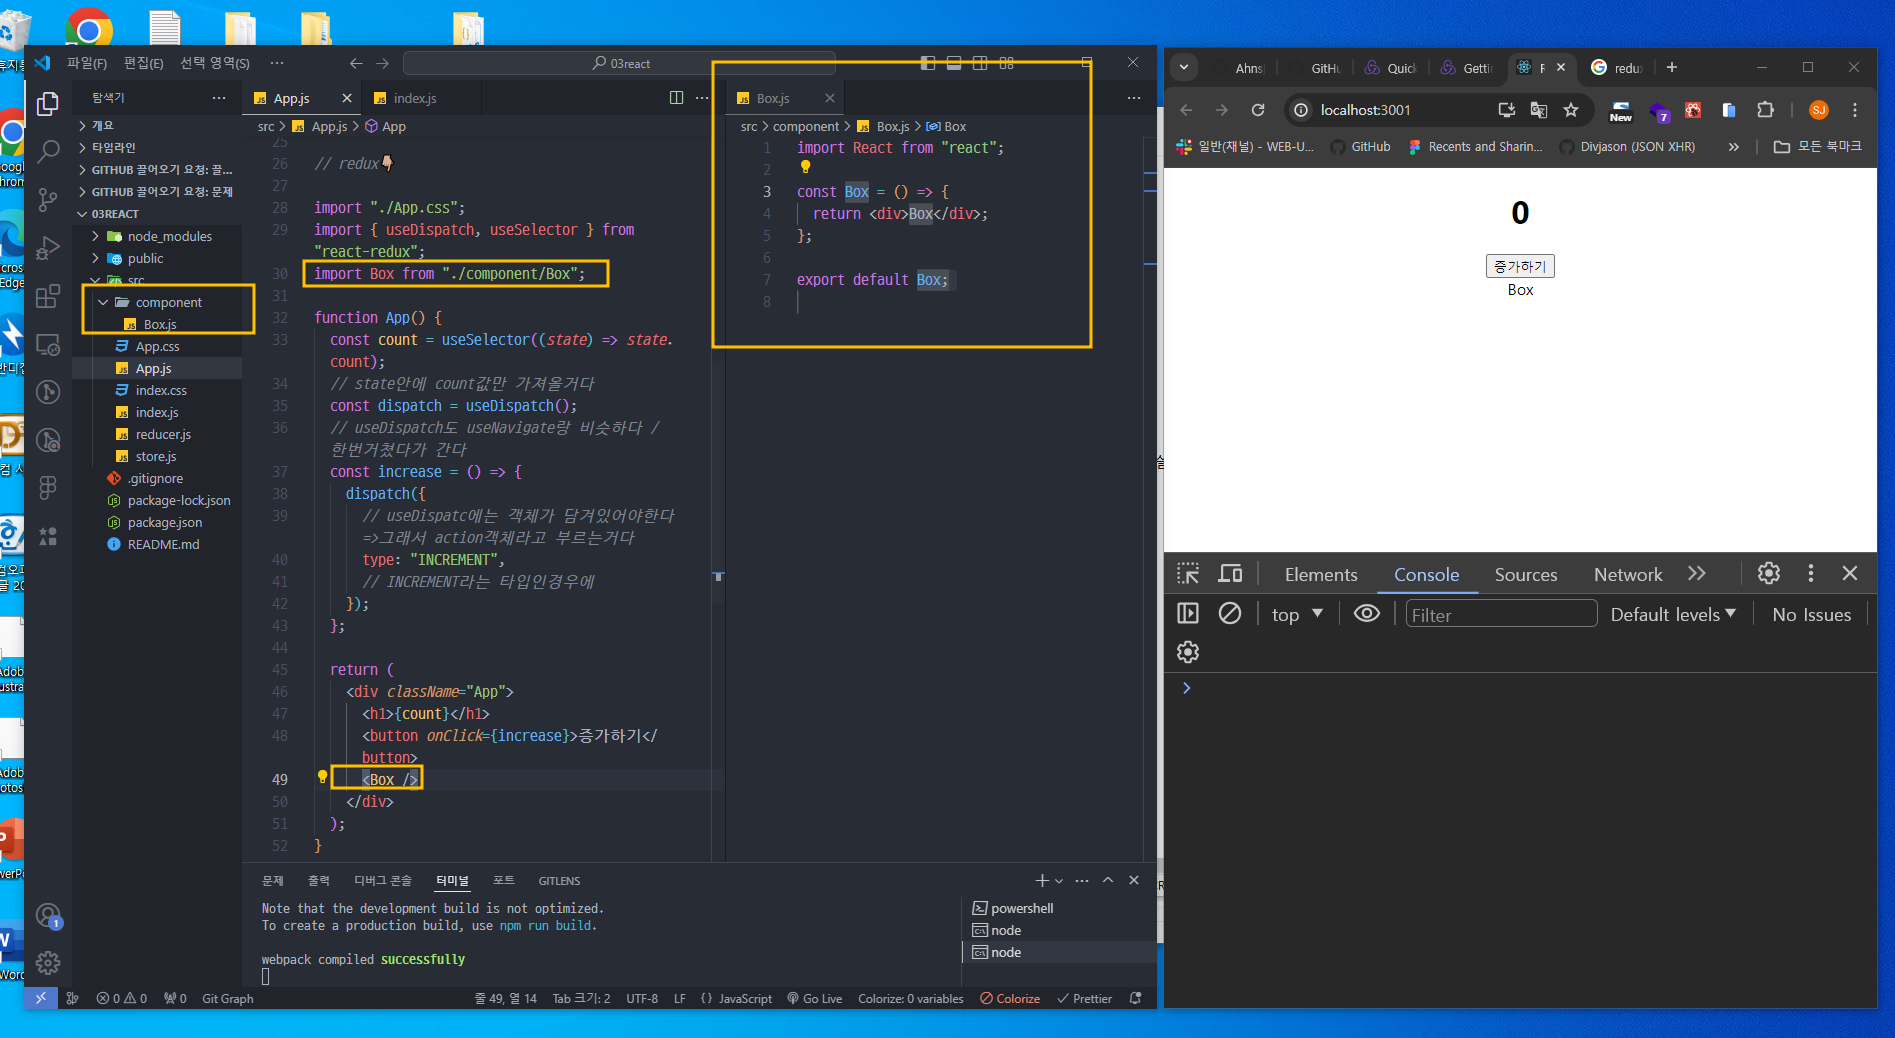 파일(F) 편집(E) 선택 영역(S) ··· 03react
탐색기
개요
타임라인
GITHUB 끌어오기 요청: 끌...
GITHUB 끌어오기 요청: 문제
03REACT
node_modules
public
src
component
Box.js
App.css
App.js
index.css
index.js
reducer.js
store.js
.gitignore
package-lock.json
package.json
README.md
App.js index.js
src > App.js > App
25
26 // redux👇🏻
27
28 import "./App.css";
29 import { useDispatch, useSelector } from
"react-redux";
30 import Box from "./component/Box";
31
32 function App() {
33 const count = useSelector((state) => state.
count);
34 // state안에 count값만 가져올거다
35 const dispatch = useDispatch();
36 // useDispatch도 useNavigate랑 비슷하다 /
한번거쳤다가 간다
37 const increase = () => {
38 dispatch({
39 // useDispatc에는 객체가 담겨있어야한다
=>그래서 action객체라고 부르는거다
40 type: "INCREMENT",
41 // INCREMENT라는 타입인경우에
42 });
43 };
44
45 return (
46 <div className="App">
47 <h1>{count}</h1>
48 <button onClick={increase}>증가하기</
button>
49 <Box />
50 </div>
51 );
52 }
Box.js
src > component > Box.js > Box
1 import React from "react";
2
3 const Box = () => {
4 return <div>Box</div>;
5 };
6
7 export default Box;
8
문제 출력 디버그 콘솔 터미널 포트 GITLENS
Note that the development build is not optimized.
To create a production build, use npm run build.
webpack compiled successfully
powershell
node
node
0 0 0 Git Graph 줄 49, 열 14 Tab 크기: 2 UTF-8 LF {} JavaScript Go Live Colorize: 0 variables Colorize Prettier
1
Ahns GitHu Quick Gettin R redu
localhost:3001
New 7 SJ
일반(채널) - WEB-U... GitHub Recents and Sharin... Divjason (JSON XHR) » 모든 북마크
0
증가하기
Box
Elements Console Sources Network
top Filter Default levels No Issues
Word